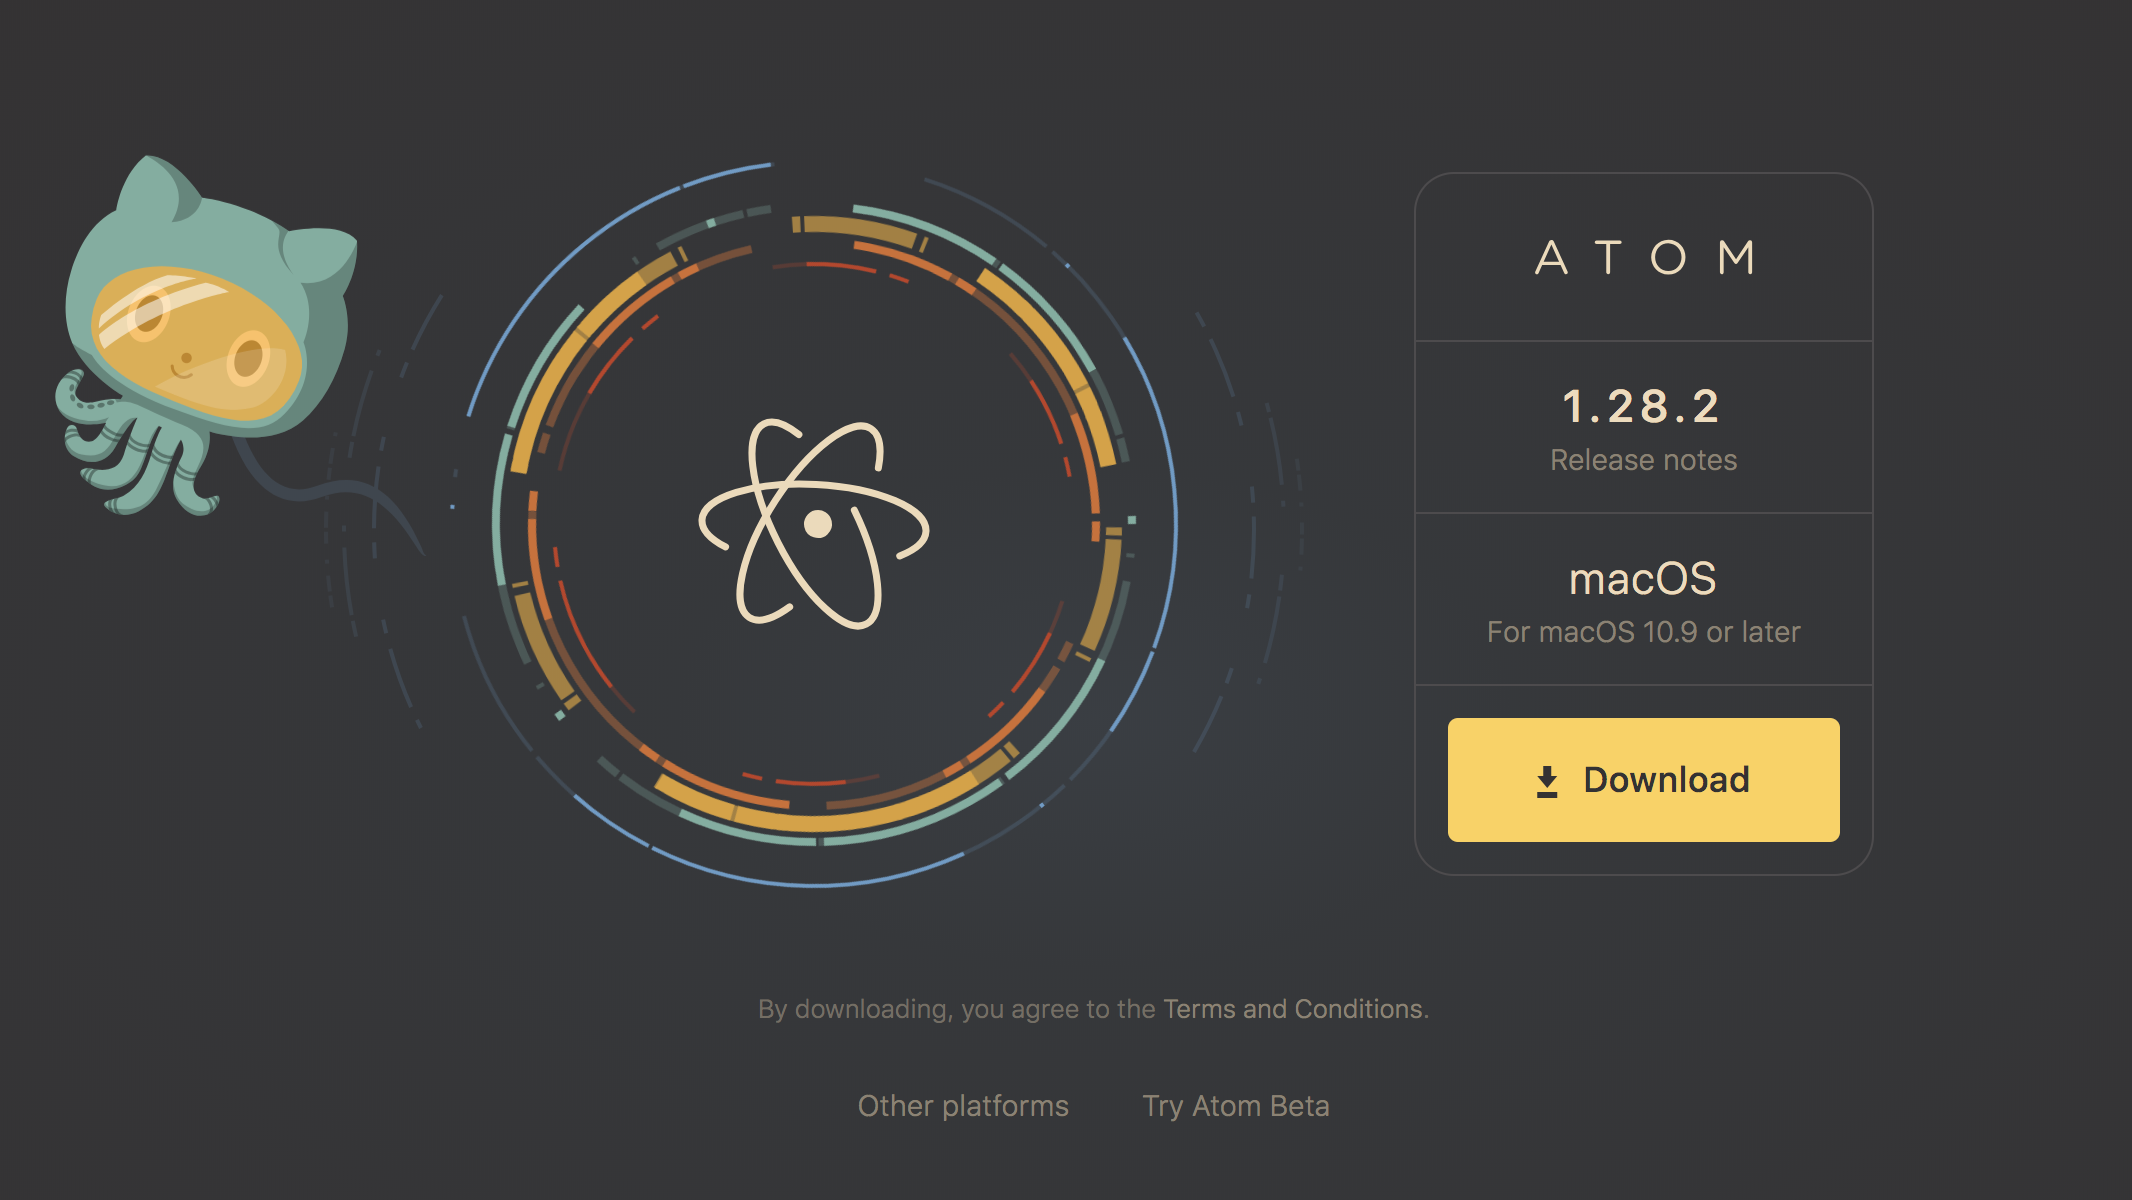 ATOM
1.28.2
Release notes
macOS
For macOS 10.9 or later
Download
By downloading, you agree to the Terms and Conditions.
Other platforms
Try Atom Beta